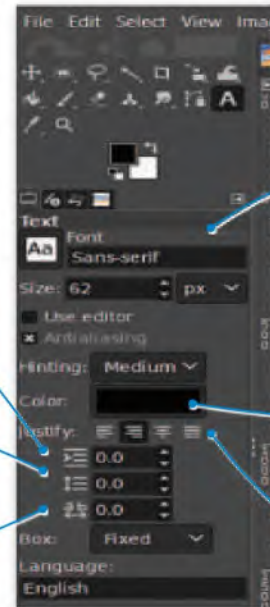 File Edit Select View Ima
A
Text
Aa
Font
Sans-serif
Size: 62 px
Use editor
Antialiasing
Hinting: Medium
Color:
Justify:
0.0
0.0
0.0
Box: Fixed
Language:
English